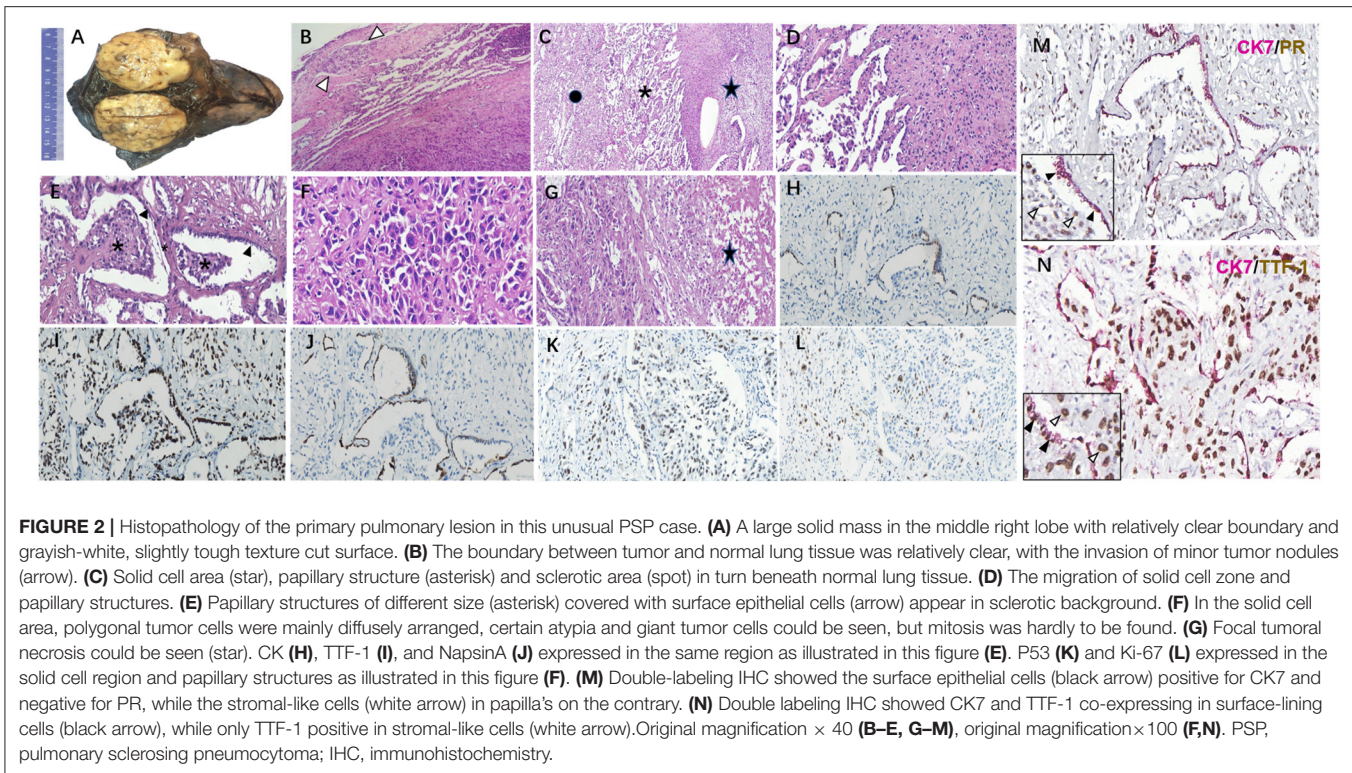 A
B
C
D
M
CK7/PR
E
F
G
H
N
CK7/TTF-1
I
J
K
L
FIGURE 2 | Histopathology of the primary pulmonary lesion in this unusual PSP case. (A) A large solid mass in the middle right lobe with relatively clear boundary and
grayish-white, slightly tough texture cut surface. (B) The boundary between tumor and normal lung tissue was relatively clear, with the invasion of minor tumor nodules
(arrow). (C) Solid cell area (star), papillary structure (asterisk) and sclerotic area (spot) in turn beneath normal lung tissue. (D) The migration of solid cell zone and
papillary structures. (E) Papillary structures of different size (asterisk) covered with surface epithelial cells (arrow) appear in sclerotic background. (F) In the solid cell
area, polygonal tumor cells were mainly diffusely arranged, certain atypia and giant tumor cells could be seen, but mitosis was hardly to be found. (G) Focal tumoral
necrosis could be seen (star). CK (H), TTF-1 (I), and NapsinA (J) expressed in the same region as illustrated in this figure (E). P53 (K) and Ki-67 (L) expressed in the
solid cell region and papillary structures as illustrated in this figure (F). (M) Double-labeling IHC showed the surface epithelial cells (black arrow) positive for CK7 and
negative for PR, while the stromal-like cells (white arrow) in papilla's on the contrary. (N) Double labeling IHC showed CK7 and TTF-1 co-expressing in surface-lining
cells (black arrow), while only TTF-1 positive in stromal-like cells (white arrow).Original magnification × 40 (B–E, G–M), original magnification×100 (F,N). PSP,
pulmonary sclerosing pneumocytoma; IHC, immunohistochemistry.